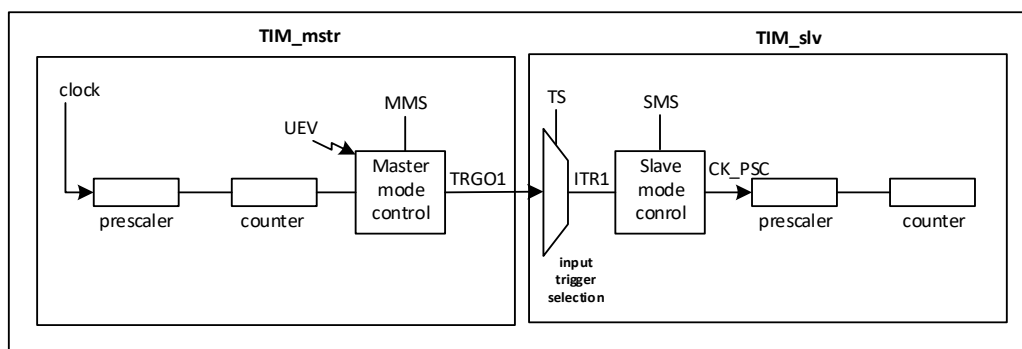 TIM_mstr
TIM_slv
clock
MMS
UEV
TS
SMS
Master
mode
control
TRGO1
ITR1
Slave
mode
conrol
CK_PSC
prescaler
counter
prescaler
counter
input
trigger
selection